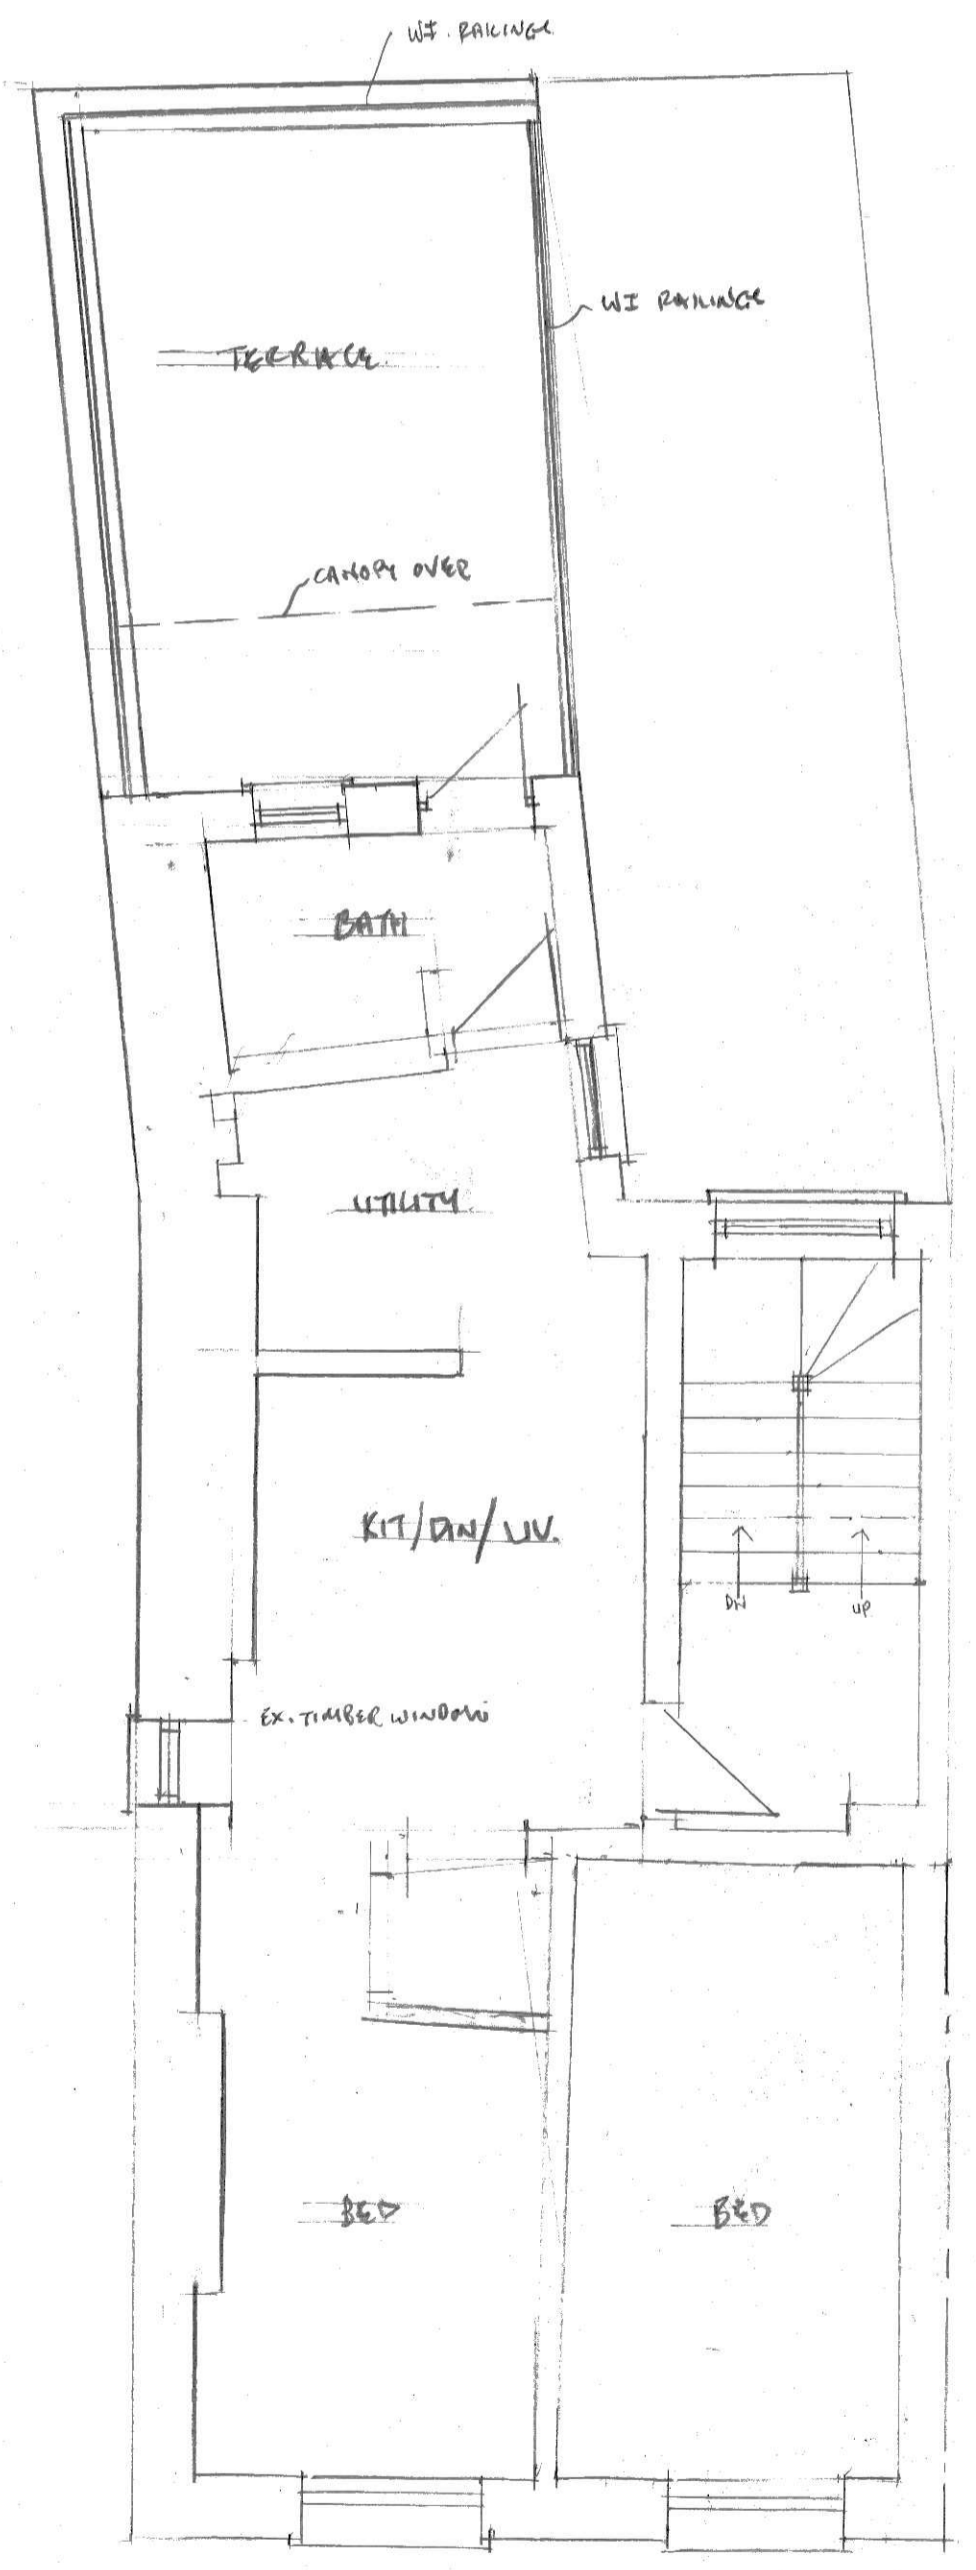 WI. RAILINGS
WI RAILINGS
TERRACE.
CANOPY OVER
BATH
UTILITY.
KIT/DIN/LIV.
DN
UP
EX. TIMBER WINDOW
BED
BED